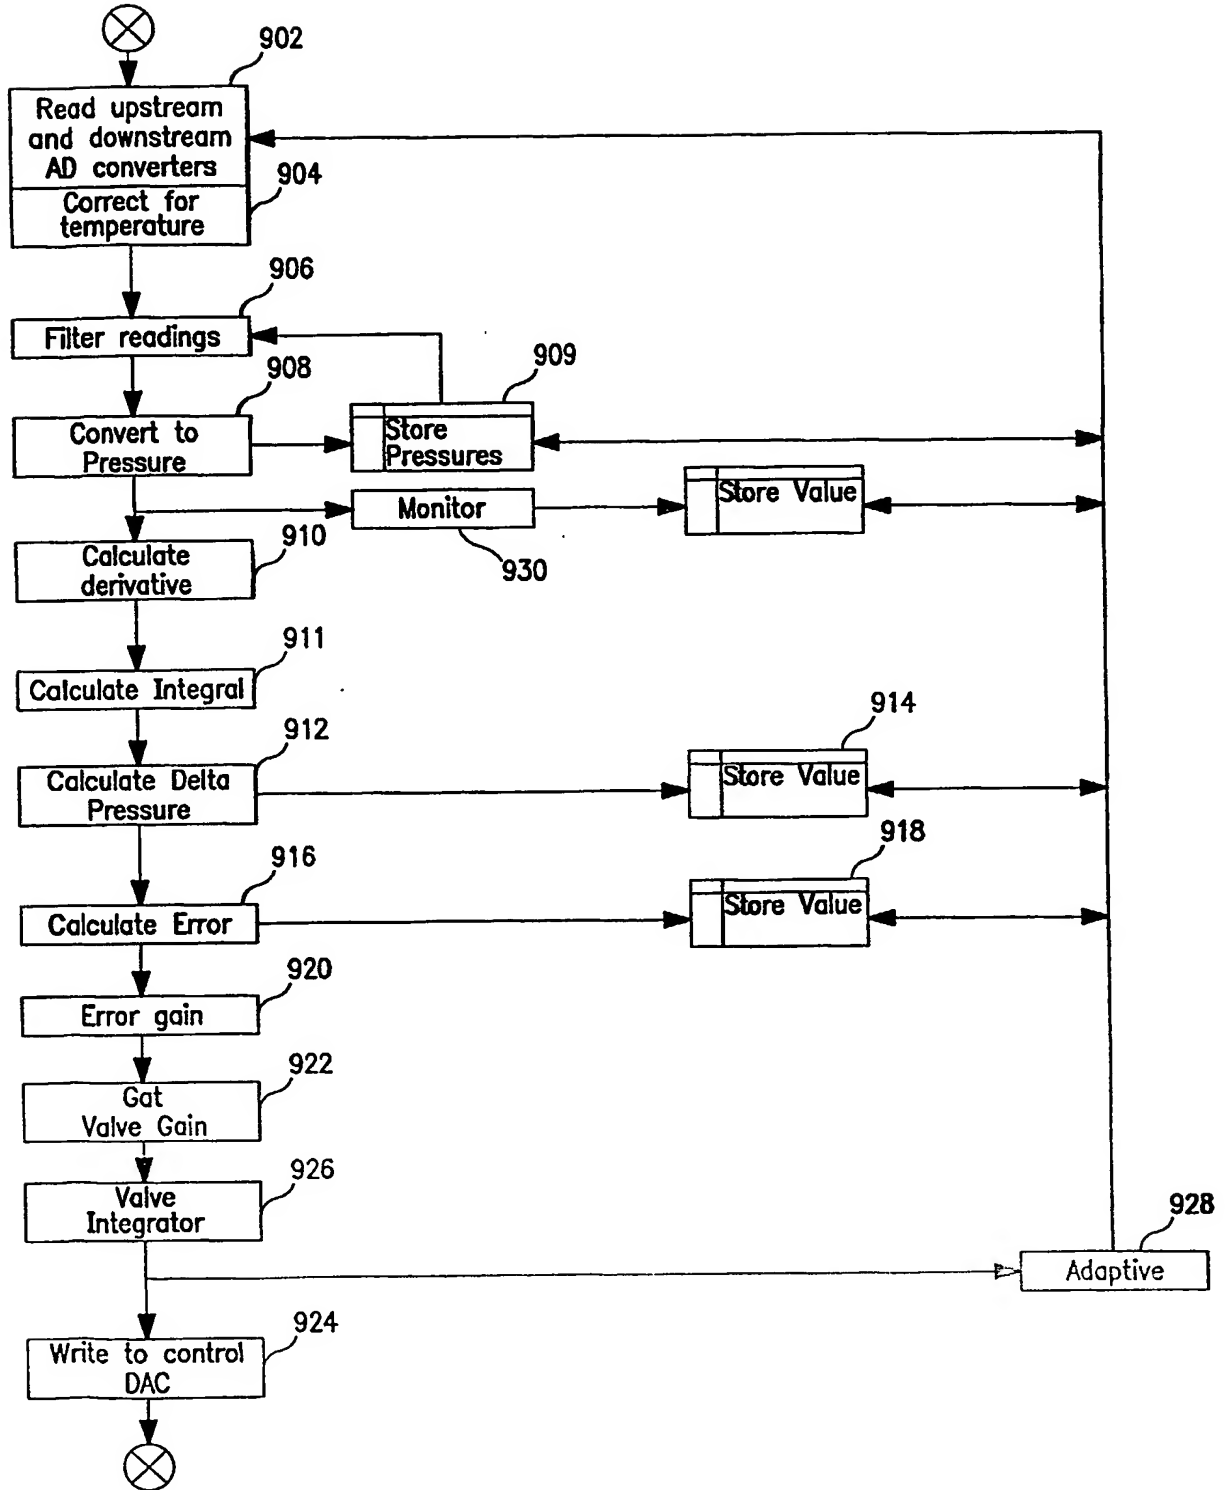 902
Read upstream
and downstream
AD converters
904
Correct for
temperature
906
Filter readings
908
909
Convert to
Pressure
Store
Pressures
Monitor
Store Value
930
910
Calculate
derivative
911
Calculate Integral
912
914
Calculate Delta
Pressure
Store Value
916
918
Calculate Error
Store Value
920
Error gain
922
Gat
Valve Gain
926
Valve
Integrator
928
Adaptive
924
Write to control
DAC